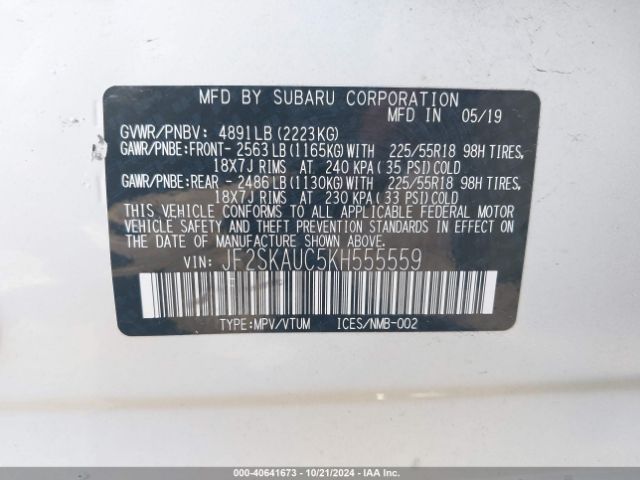 MFD BY SUBARU CORPORATION
MFD IN 05/19
GVWR/PNBV: 4891LB(2223KG)
GAWR/PNBE:FRONT-2563LB(1165KG)WITH 225/55R18 98H TIRES,
18X7J RIMS AT 240 KPA(35 PSI)COLD
GAWR/PNBE:REAR -2486LB(1130KG)WITH 225/55R18 98H TIRES,
18X7J RIMS AT 230 KPA(33 PSI)COLD
THIS VEHICLE CONFORMS TO ALL APPLICABLE FEDERAL MOTOR
VEHICLE SAFETY AND THEFT PREVENTION STANDARDS IN EFFECT ON
THE DATE OF MANUFACTURE SHOWN ABOVE.
VIN: JF2SKAUC5KH555559
TYPE:MPV/VTUM ICES/NMB-002
000-40641673 - 10/21/2024 - IAA Inc.